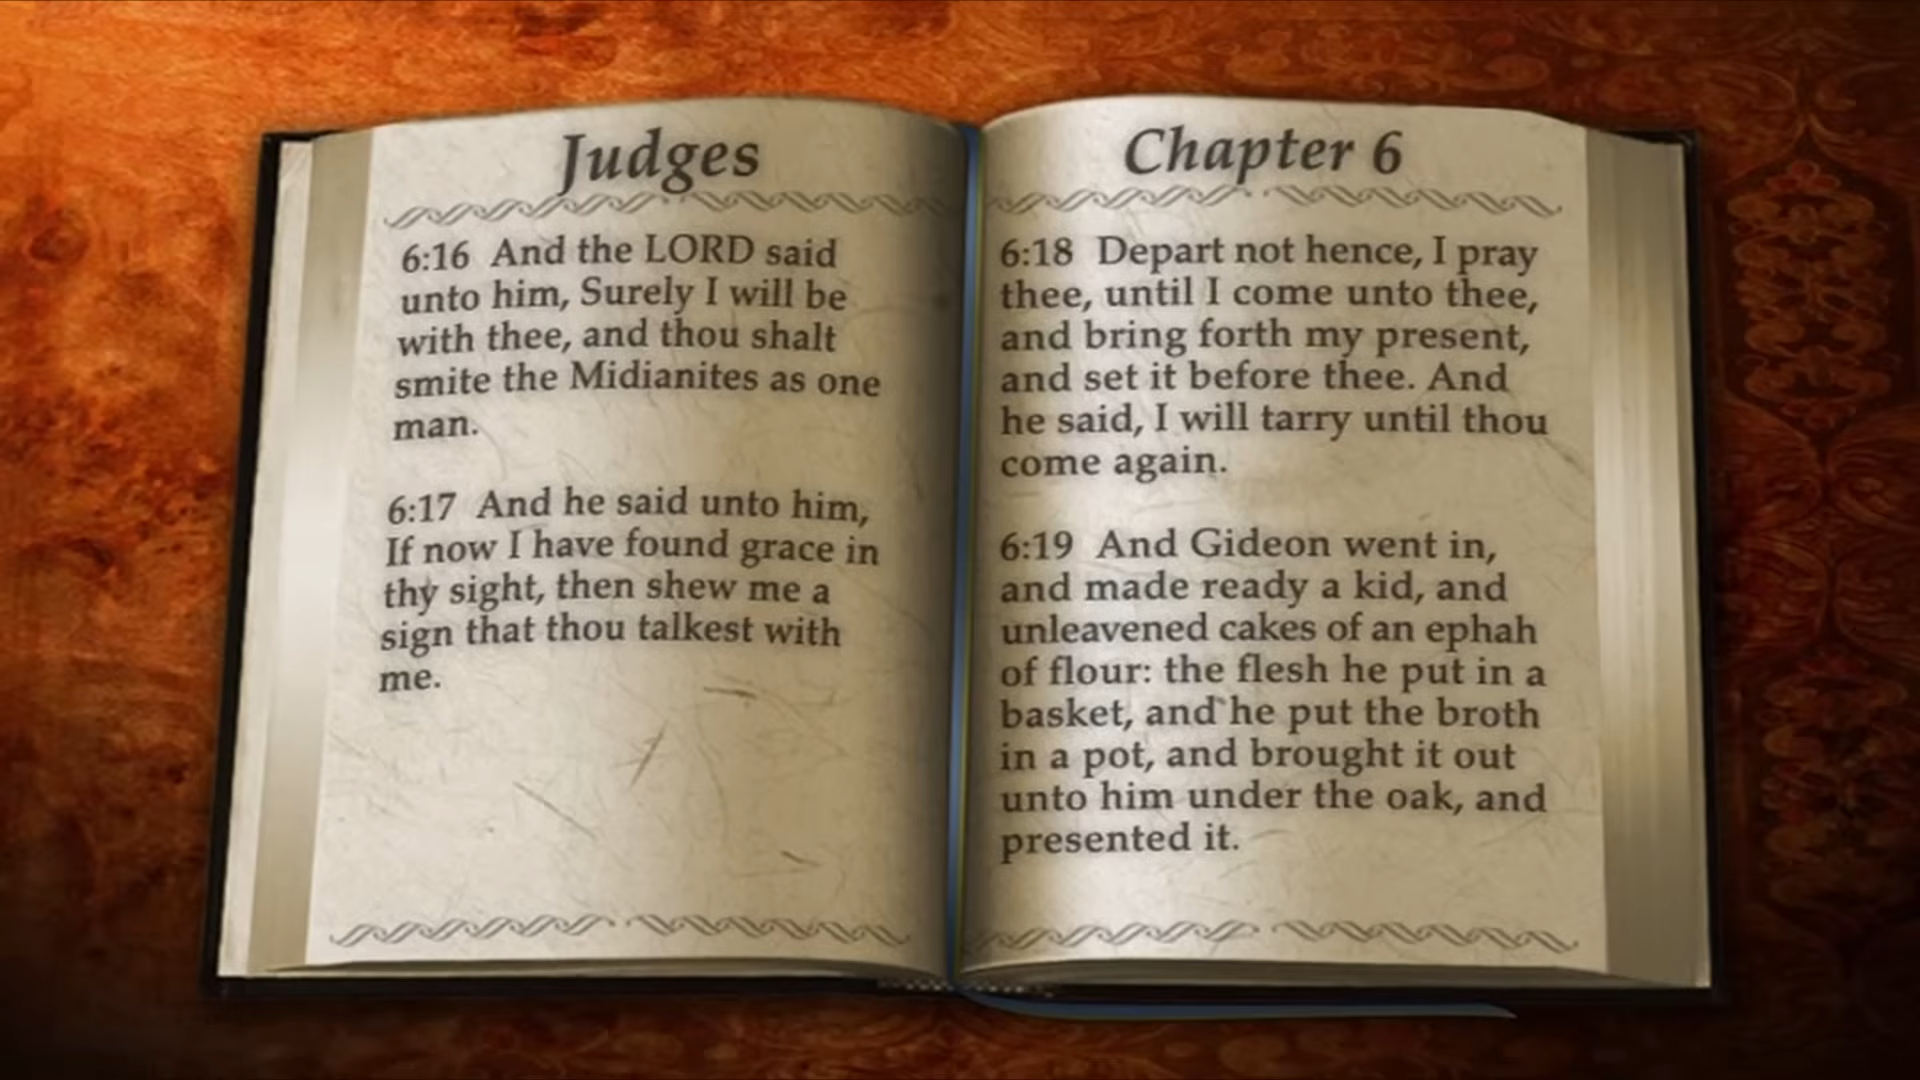 Judges
6:16 And the LORD said
unto him, Surely I will be
with thee, and thou shalt
smite the Midianites as one
man.
6:17 And he said unto him,
If now I have found grace in
thy sight, then shew me a
sign that thou talkest with
me.
Chapter 6
6:18 Depart not hence, I pray
thee, until I come unto thee,
and bring forth my present,
and set it before thee. And
he said, I will tarry until thou
come again.
6:19 And Gideon went in,
and made ready a kid, and
unleavened cakes of an ephah
of flour: the flesh he put in a
basket, and he put the broth
in a pot, and brought it out
unto him under the oak, and
presented it.